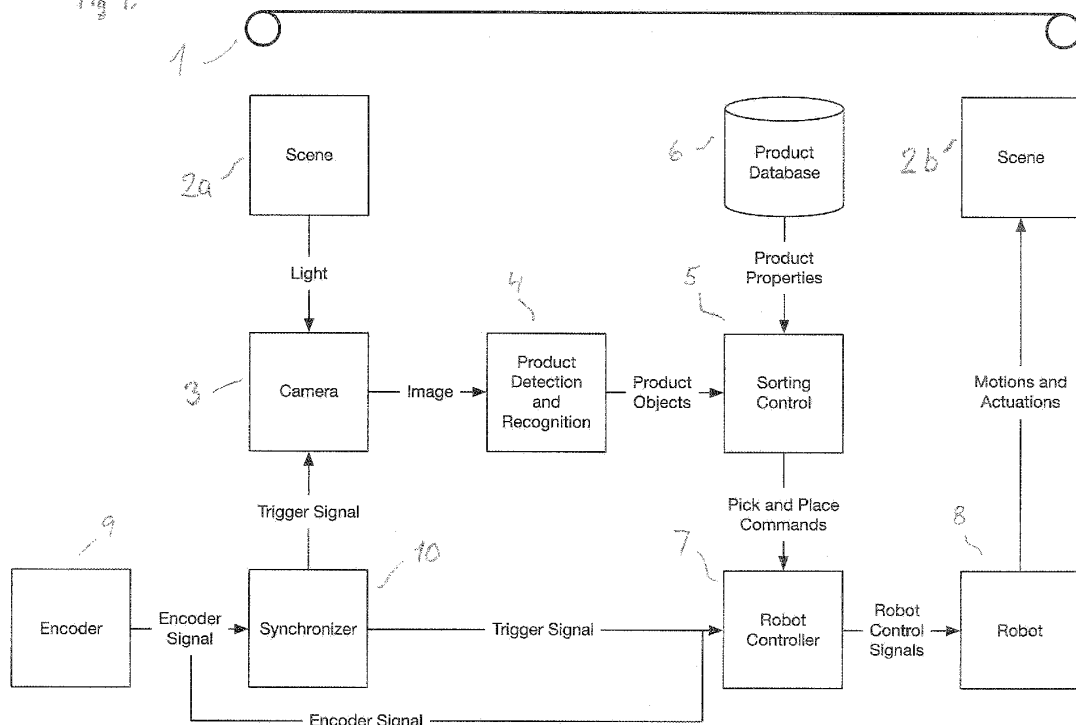 Fig 1.
1
Scene
2a
6
Product
Database
2b
Scene
Light
Product
Properties
3
Camera
Image
4
Product
Detection
and
Recognition
Product
Objects
5
Sorting
Control
Motions and
Actuations
Trigger Signal
Pick and Place
Commands
9
Encoder
Encoder
Signal
10
Synchronizer
Trigger Signal
7
Robot
Controller
Robot
Control
Signals
8
Robot
Encoder Signal